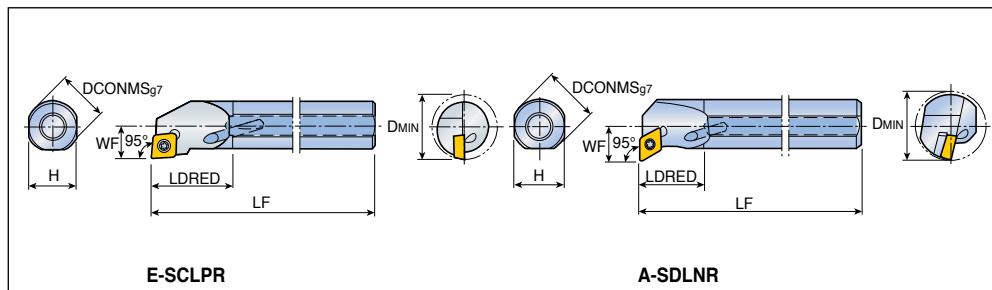 DCONMSg7
WF
95°
H
LDRED
LF
DMIN
E-SCLPR
DCONMSg7
WF
95°
H
LDRED
LF
DMIN
A-SDLNR